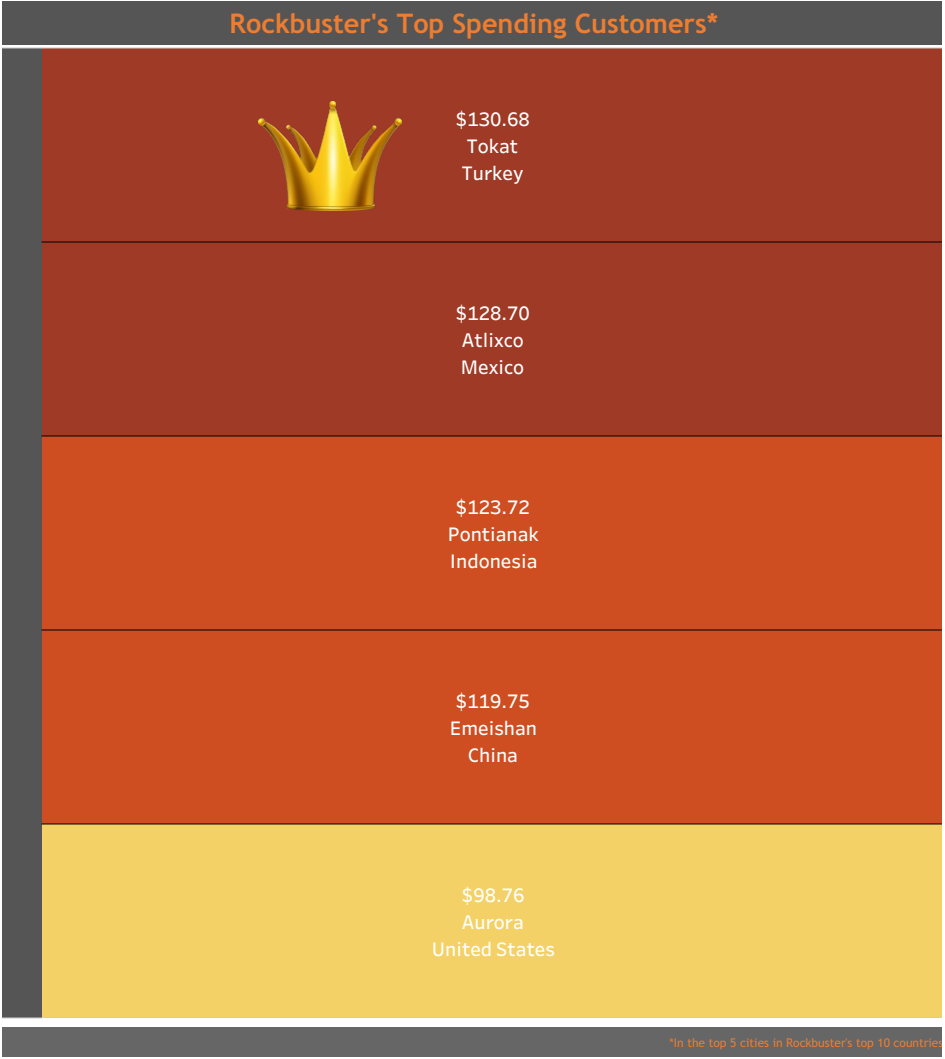 Rockbuster's Top Spending Customers*
$130.68
Tokat
Turkey
$128.70
Atlixco
Mexico
$123.72
Pontianak
Indonesia
$119.75
Emeishan
China
$98.76
Aurora
United States
*In the top 5 cities in Rockbuster's top 10 countries